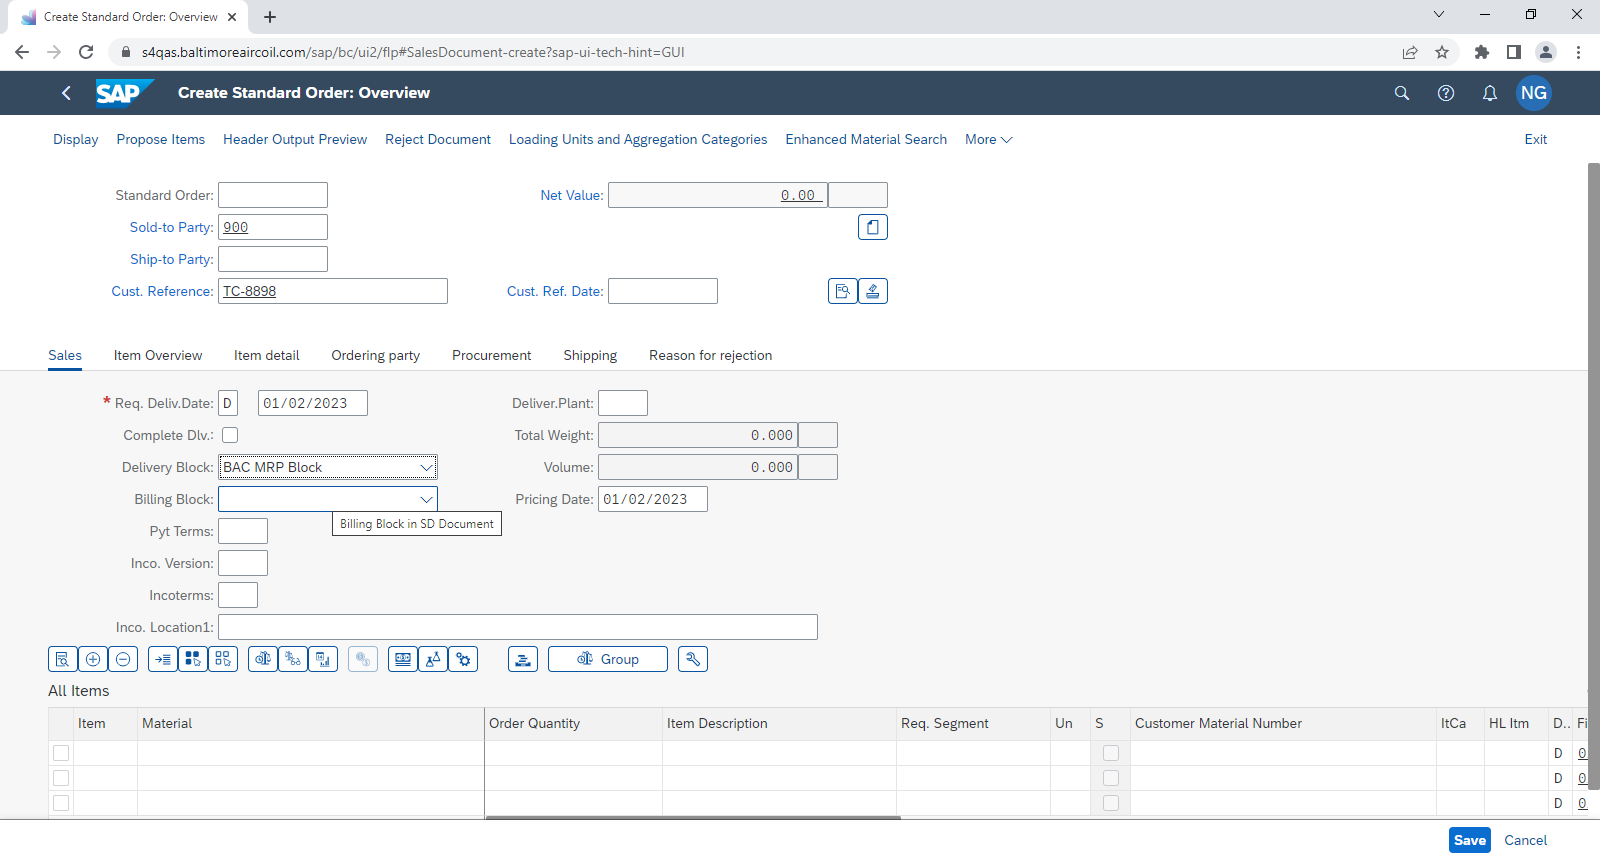 Create Standard Order: Overview
s4qas.baltimoreaircoil.com/sap/bc/ui2/flp#SalesDocument-create?sap-ui-tech-hint=GUI
SAP Create Standard Order: Overview NG
Display Propose Items Header Output Preview Reject Document Loading Units and Aggregation Categories Enhanced Material Search More Exit
Standard Order: Net Value: 0.00
Sold-to Party: 900
Ship-to Party:
Cust. Reference: TC-8898 Cust. Ref. Date:
Sales Item Overview Item detail Ordering party Procurement Shipping Reason for rejection
* Req. Deliv.Date: D 01/02/2023 Deliver.Plant:
Complete Dlv.: Total Weight: 0.000
Delivery Block: BAC MRP Block Volume: 0.000
Billing Block: Pricing Date: 01/02/2023
Billing Block in SD Document
Pyt Terms:
Inco. Version:
Incoterms:
Inco. Location1:
Group
All Items
Item Material Order Quantity Item Description Req. Segment Un S Customer Material Number ItCa HL Itm D.. Fi
D 0
D 0
D 0
Save Cancel